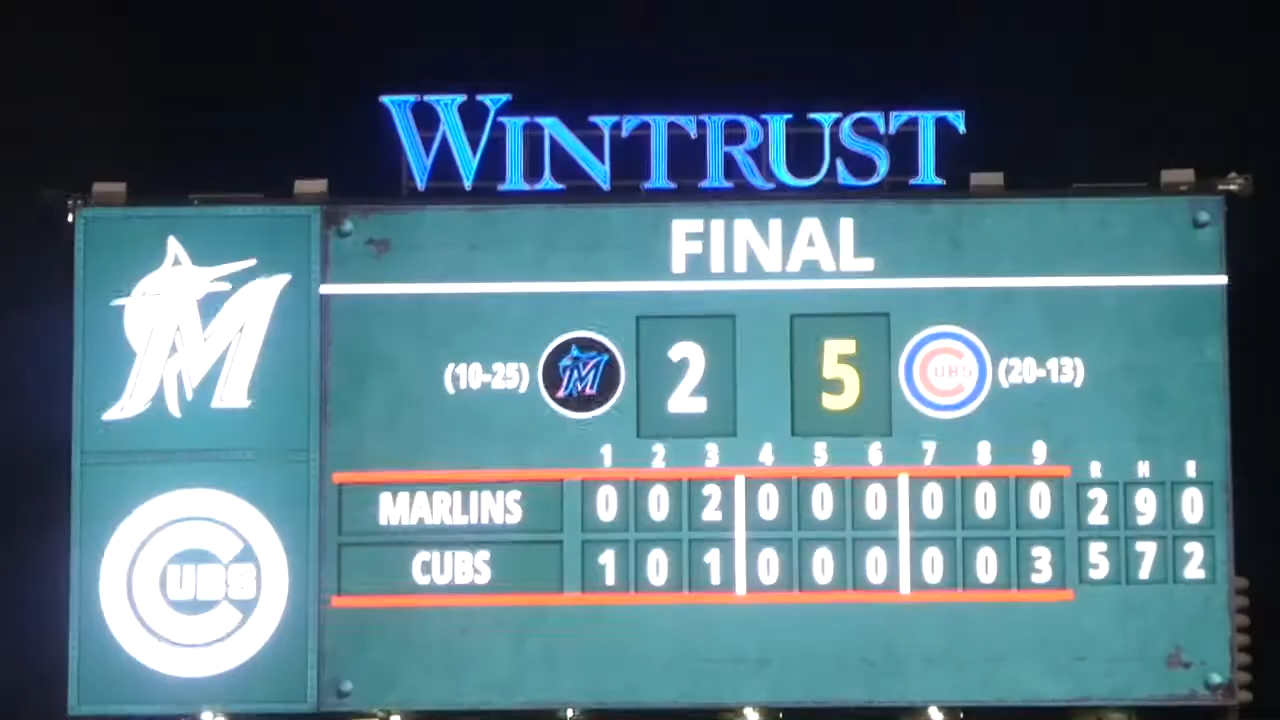 WINTRUST
FINAL
M
(10-25) M 2 5 CUBS (20-13)
1 2 3 4 5 6 7 8 9 R H E
MARLINS 0 0 2 0 0 0 0 0 0 2 9 0
CUBS 1 0 1 0 0 0 0 0 3 5 7 2
CUBS